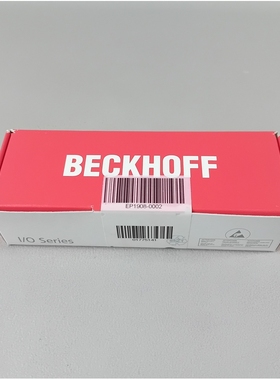 BECKHOFF
EP1908-0002
I/O Series